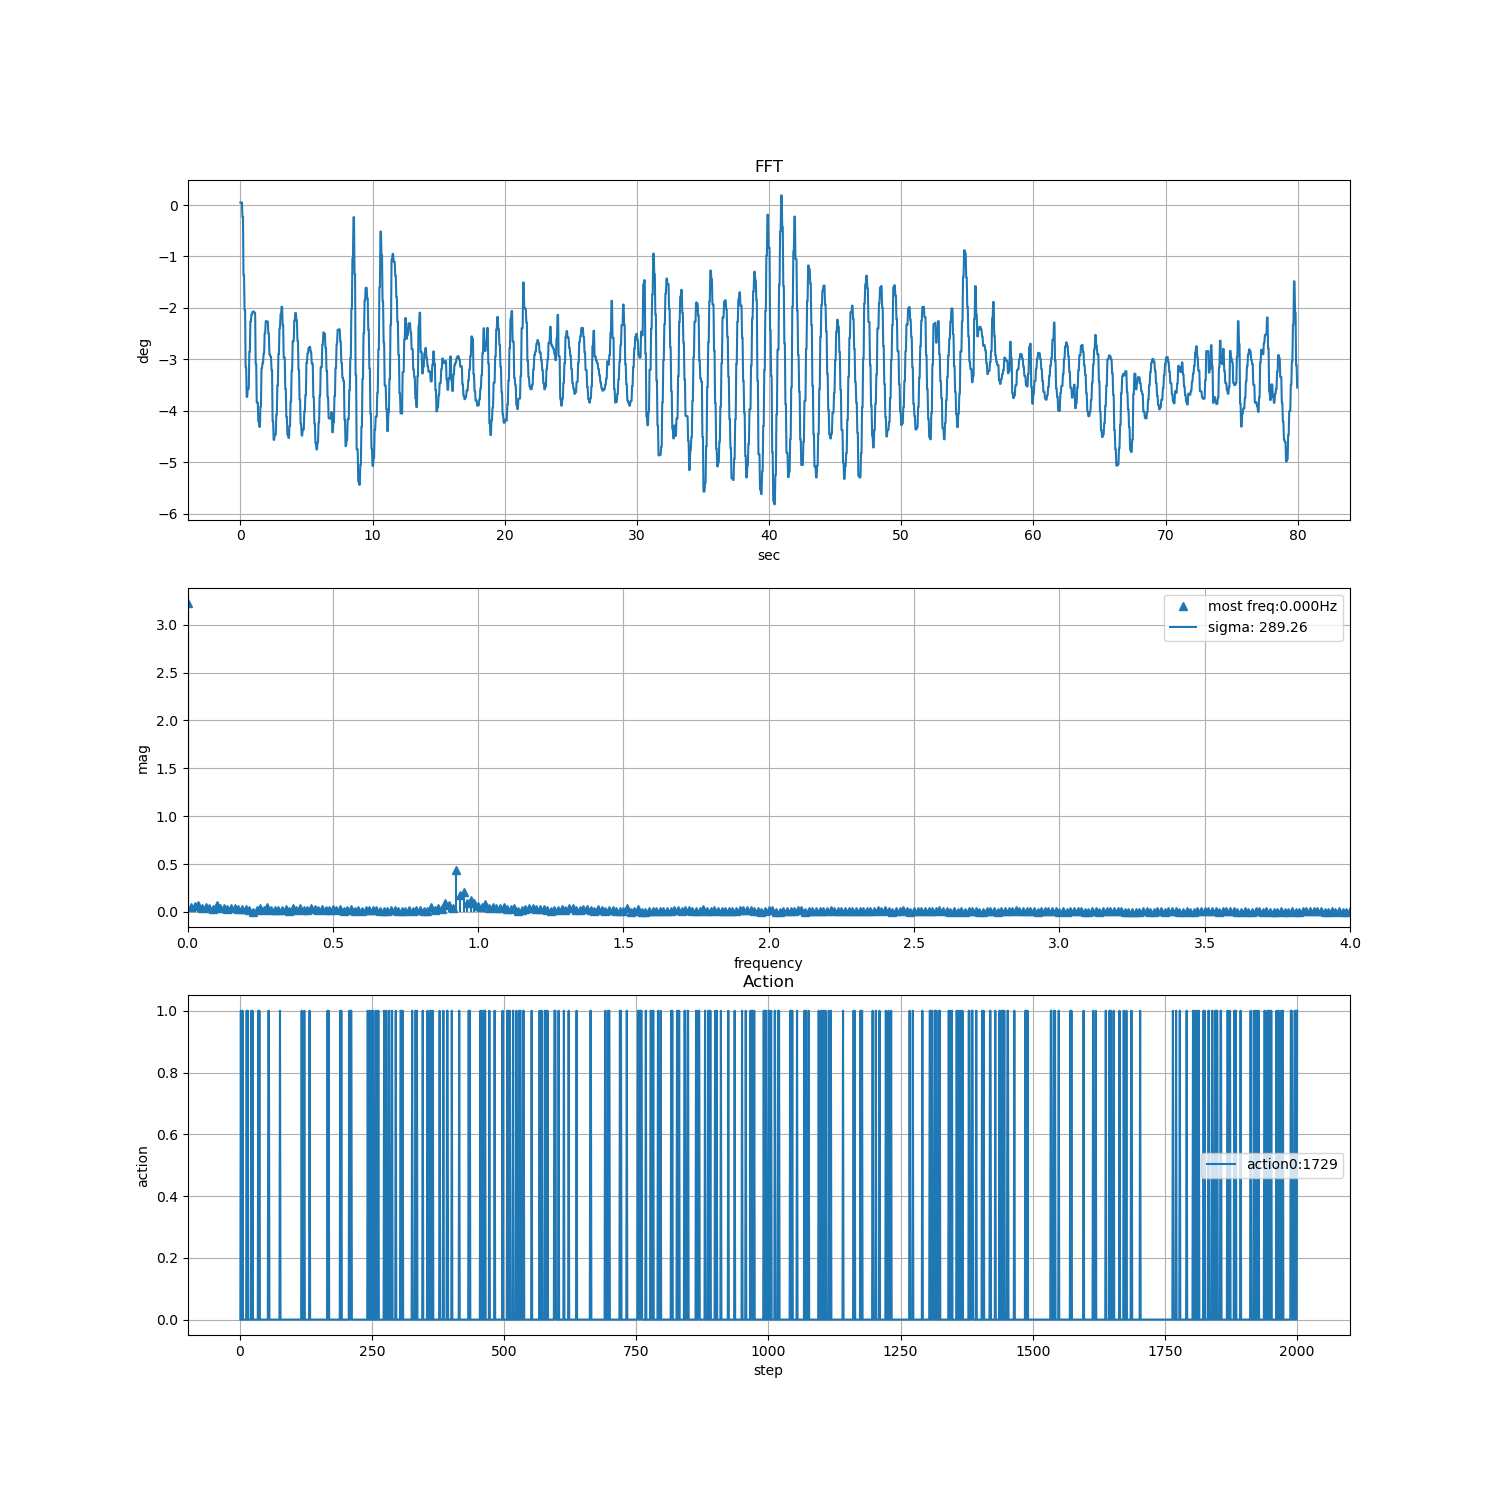 FFT
0
−1
−2
−3
−4
−5
−6
deg
0 10 20 30 40 50 60 70 80
sec
most freq:0.000Hz
sigma: 289.26
3.0
2.5
2.0
1.5
1.0
0.5
0.0
mag
0.0 0.5 1.0 1.5 2.0 2.5 3.0 3.5 4.0
frequency
Action
1.0
0.8
0.6
0.4
0.2
0.0
action
action0:1729
0 250 500 750 1000 1250 1500 1750 2000
step